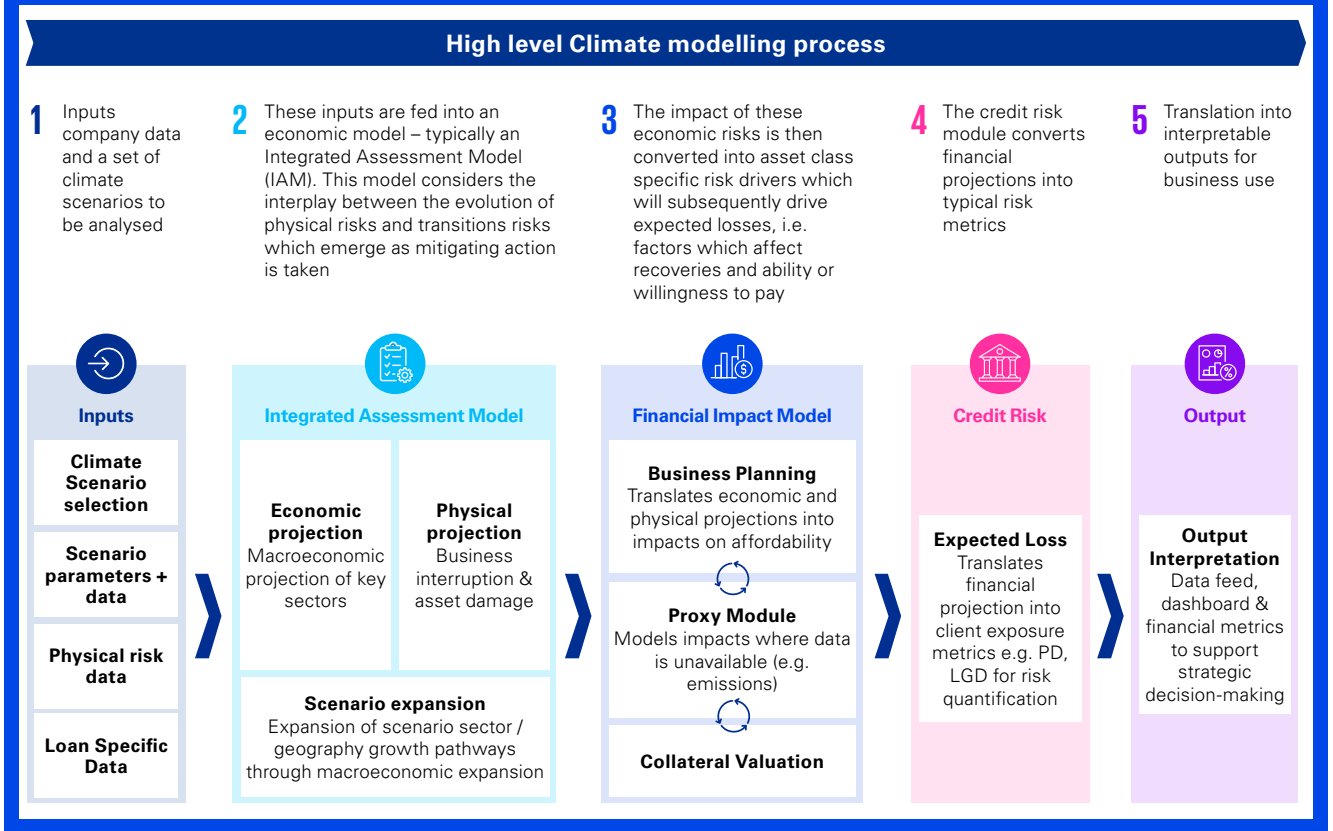 High level Climate modelling process
1
Inputs
company data
and a set of
climate
scenarios to
be analysed
2
These inputs are fed into an
economic model – typically an
Integrated Assessment Model
(IAM). This model considers the
interplay between the evolution of
physical risks and transitions risks
which emerge as mitigating action
is taken
3
The impact of these
economic risks is then
converted into asset class
specific risk drivers which
will subsequently drive
expected losses, i.e.
factors which affect
recoveries and ability or
willingness to pay
4
The credit risk
module converts
financial
projections into
typical risk
metrics
5
Translation into
interpretable
outputs for
business use
Inputs
Climate
Scenario
selection
Scenario
parameters +
data
Physical risk
data
Loan Specific
Data
Integrated Assessment Model
Economic
projection
Macroeconomic
projection of key
sectors
Physical
projection
Business
interruption &
asset damage
Scenario expansion
Expansion of scenario sector /
geography growth pathways
through macroeconomic expansion
$
Financial Impact Model
Business Planning
Translates economic and
physical projections into
impacts on affordability
Proxy Module
Models impacts where data
is unavailable (e.g.
emissions)
Collateral Valuation
Credit Risk
Expected Loss
Translates
financial
projection into
client exposure
metrics e.g. PD,
LGD for risk
quantification
%
Output
Output
Interpretation
Data feed,
dashboard &
financial metrics
to support
strategic
decision-making